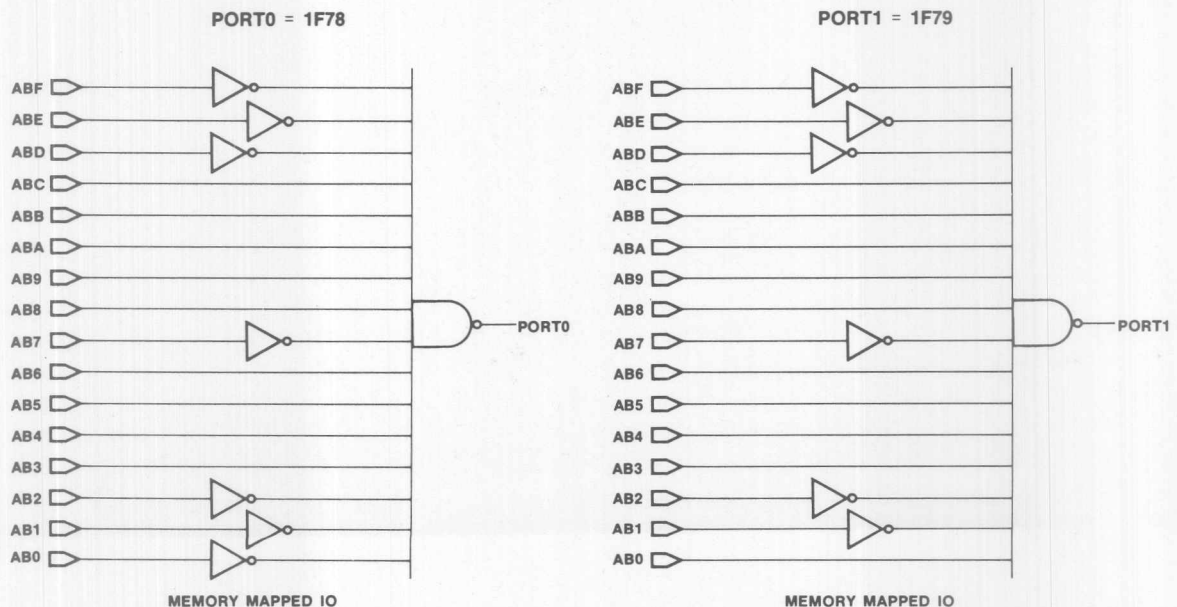 PORT0 = 1F78
ABF
ABE
ABD
ABC
ABB
ABA
AB9
AB8
AB7
AB6
AB5
AB4
AB3
AB2
AB1
AB0
PORT0
MEMORY MAPPED IO
PORT1 = 1F79
ABF
ABE
ABD
ABC
ABB
ABA
AB9
AB8
AB7
AB6
AB5
AB4
AB3
AB2
AB1
AB0
PORT1
MEMORY MAPPED IO